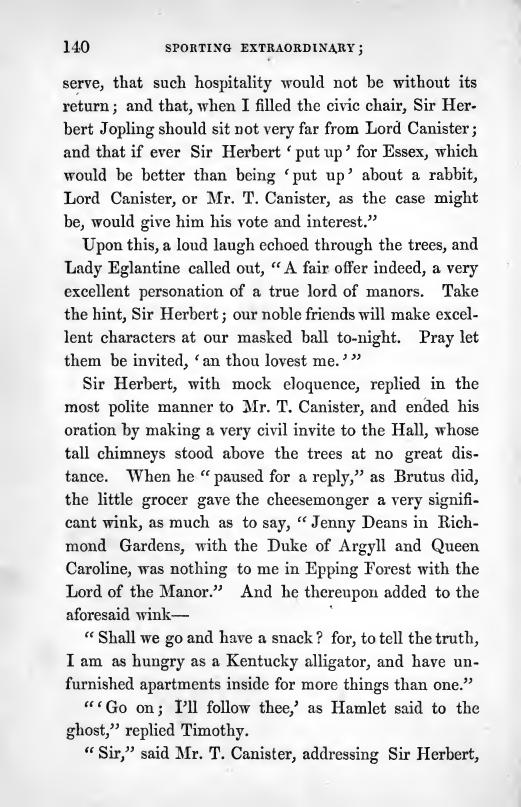 140 SPORTING EXTRAORDINARY;
serve, that such hospitality would not be without its
return; and that, when I filled the civic chair, Sir Her-
bert Jopling should sit not very far from Lord Canister;
and that if ever Sir Herbert ‘put up’ for Essex, which
would be better than being ‘put up’ about a rabbit,
Lord Canister, or Mr. T. Canister, as the case might
be, would give him his vote and interest.”
Upon this, a loud laugh echoed through the trees, and
Lady Eglantine called out, “A fair offer indeed, a very
excellent personation of a true lord of manors. Take
the hint, Sir Herbert; our noble friends will make excel-
lent characters at our masked ball to-night. Pray let
them be invited, ‘an thou lovest me.’”
Sir Herbert, with mock eloquence, replied in the
most polite manner to Mr. T. Canister, and ended his
oration by making a very civil invite to the Hall, whose
tall chimneys stood above the trees at no great dis-
tance. When he “paused for a reply,” as Brutus did,
the little grocer gave the cheesemonger a very signifi-
cant wink, as much as to say, “Jenny Deans in Rich-
mond Gardens, with the Duke of Argyll and Queen
Caroline, was nothing to me in Epping Forest with the
Lord of the Manor.” And he thereupon added to the
aforesaid wink—
“Shall we go and have a snack? for, to tell the truth,
I am as hungry as a Kentucky alligator, and have un-
furnished apartments inside for more things than one.”
“‘Go on; I’ll follow thee,’ as Hamlet said to the
ghost,” replied Timothy.
“Sir,” said Mr. T. Canister, addressing Sir Herbert,